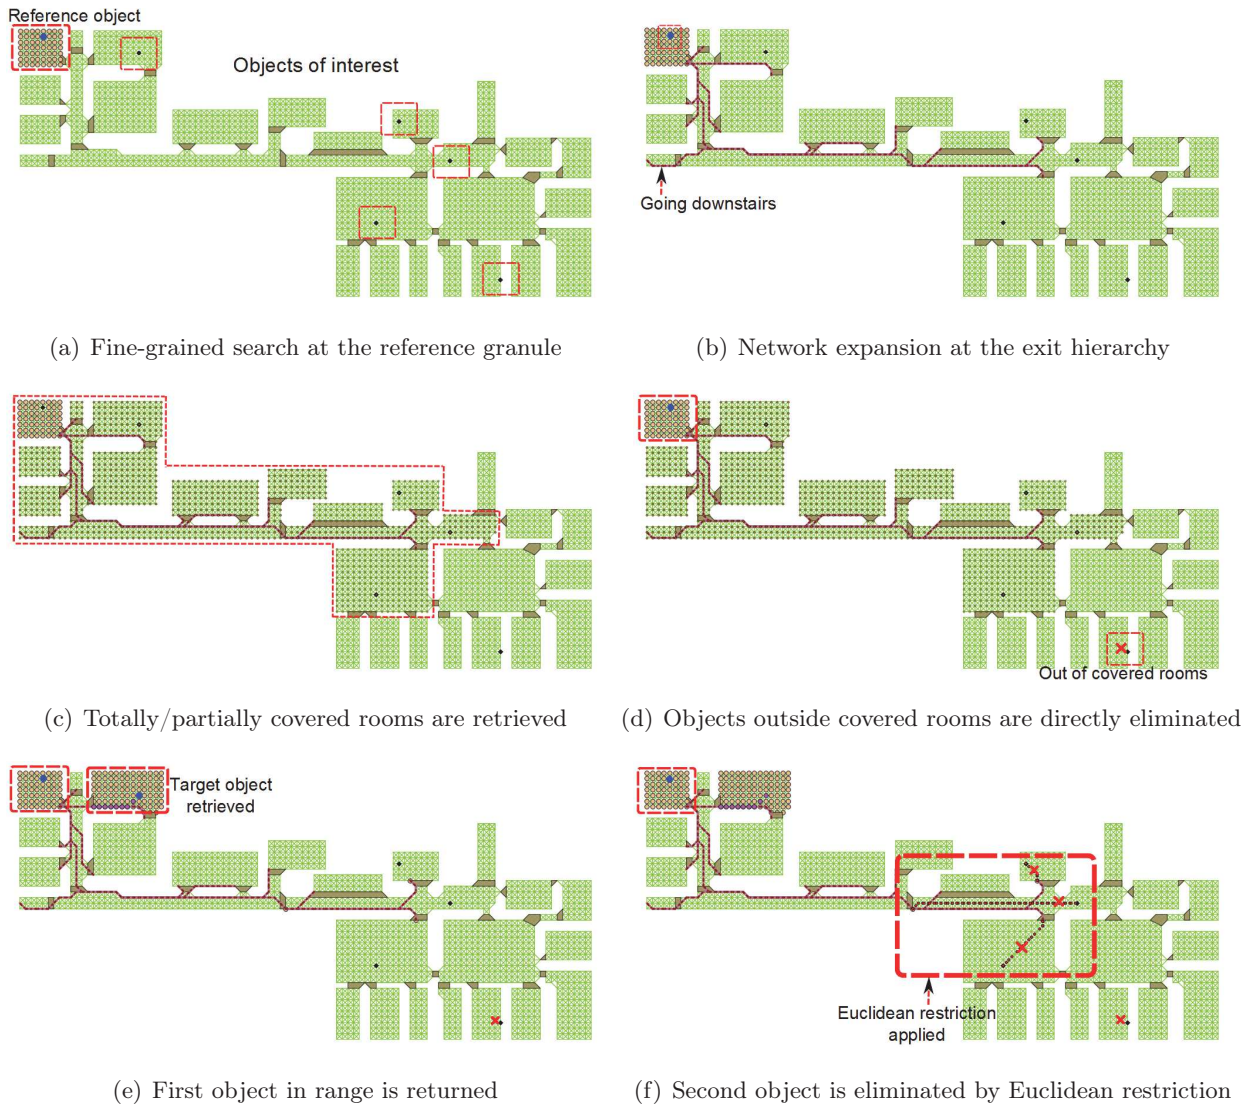 Reference object
Objects of interest
(a) Fine-grained search at the reference granule
Going downstairs
(b) Network expansion at the exit hierarchy
(c) Totally/partially covered rooms are retrieved
Out of covered rooms
(d) Objects outside covered rooms are directly eliminated
Target object
retrieved
(e) First object in range is returned
Euclidean restriction
applied
(f) Second object is eliminated by Euclidean restriction